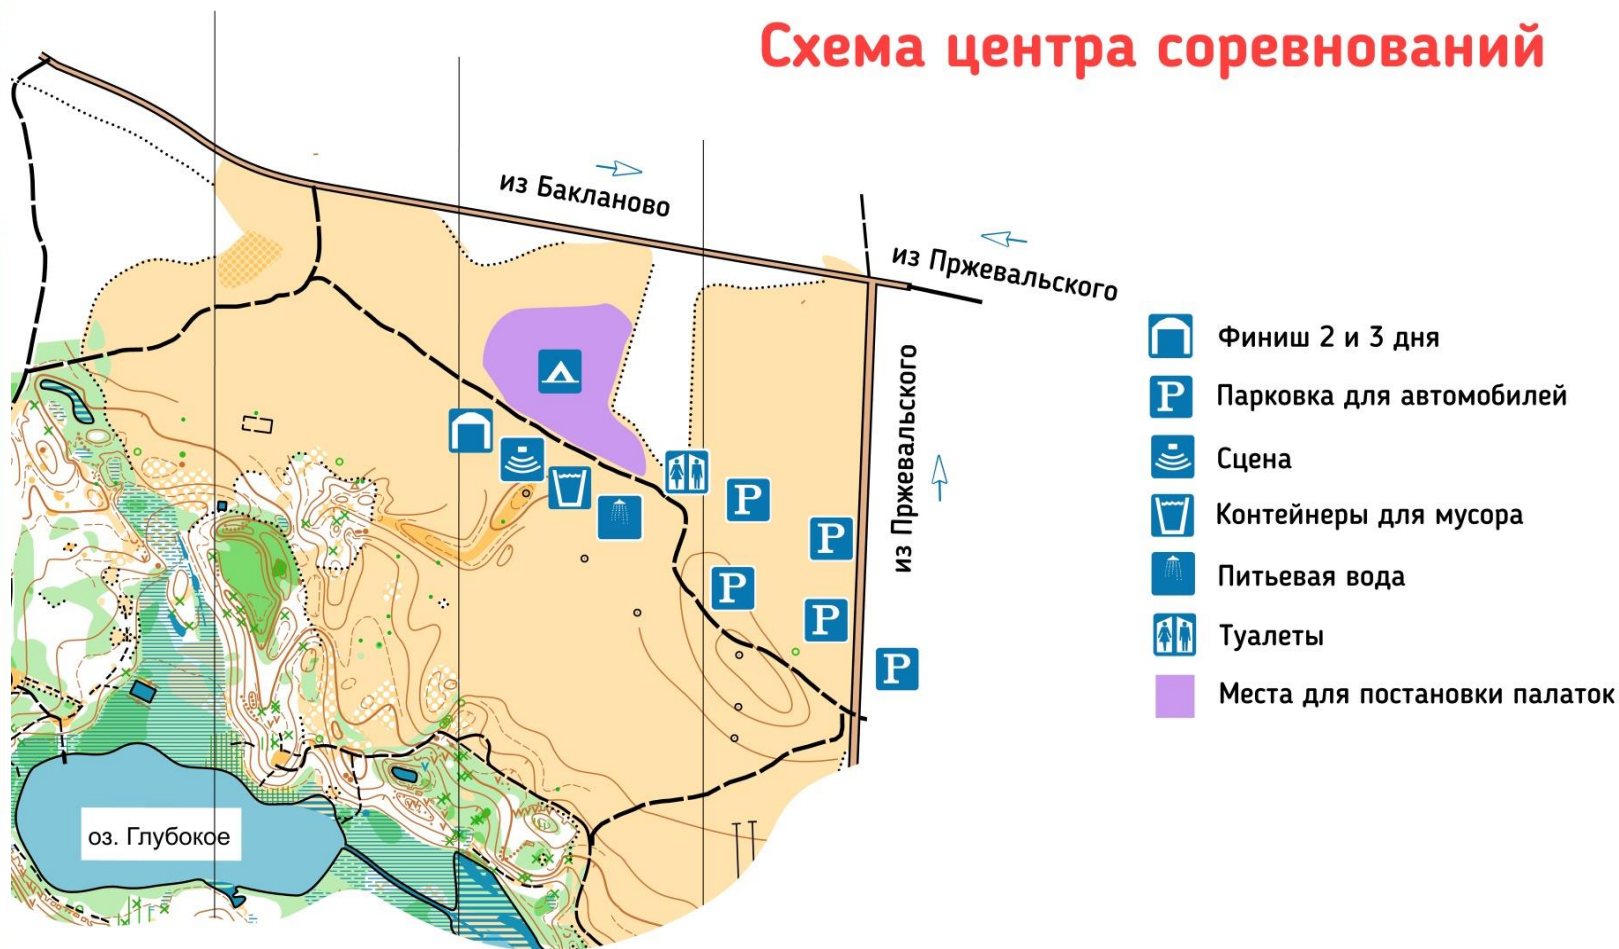 Схема центра соревнований
из Бакланово
из Пржевальского
из Пржевальского
Финиш 2 и 3 дня
P Парковка для автомобилей
Сцена
Контейнеры для мусора
Питьевая вода
Туалеты
Места для постановки палаток
P
P
P
P
P
оз. Глубокое